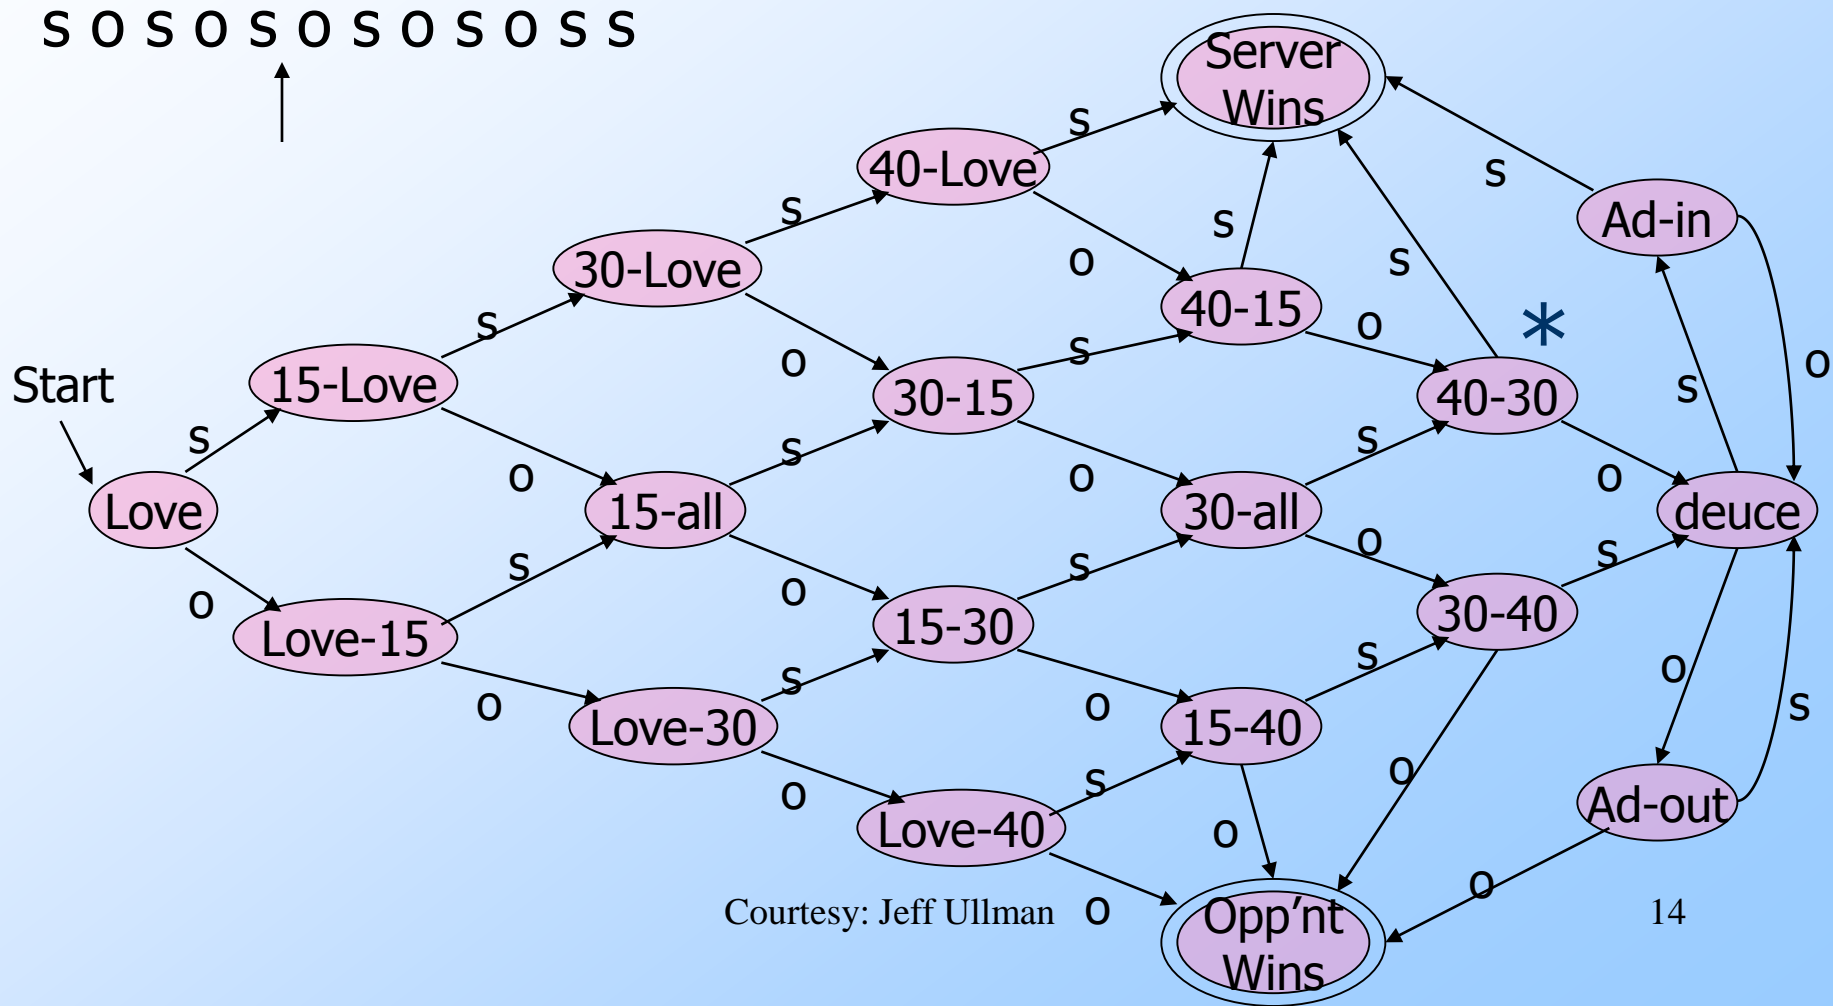 s o s o s o s o s o s s
Server
Wins
s
40-Love
s
s
Ad-in
s
30-Love
s
o
40-15
s
*
s
15-Love
o
30-15
s
o
40-30
s
o
Start
s
Love
o
15-all
s
o
30-all
s
o
deuce
s
o
Love-15
o
15-30
s
o
30-40
s
o
Love-30
s
o
15-40
s
o
s
o
Love-40
s
o
o
Ad-out
Courtesy: Jeff Ullman
o
Opp'nt
Wins
o
14